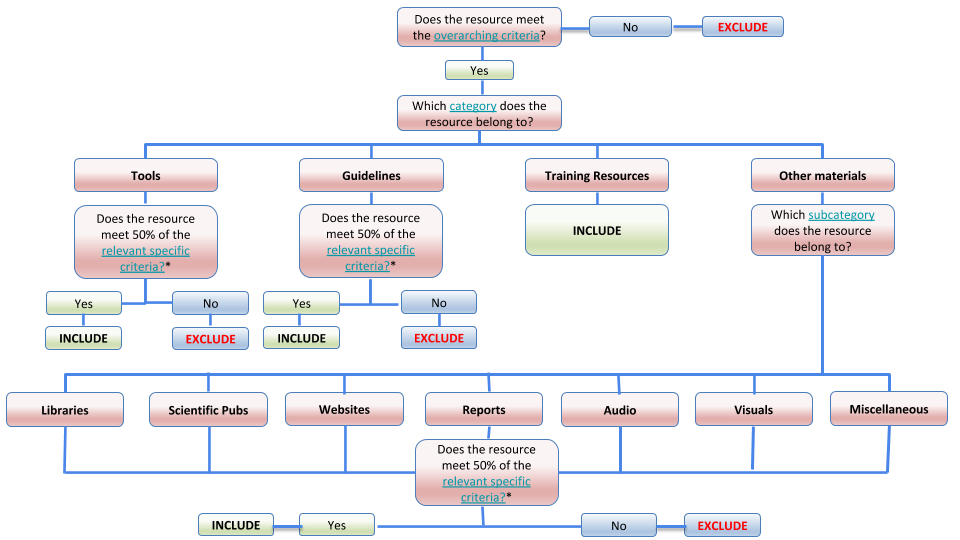 Does the resource meet
the overarching criteria?
No
EXCLUDE
Yes
Which category does the
resource belong to?
Tools
Guidelines
Training Resources
Other materials
Does the resource
meet 50% of the
relevant specific
criteria?*
Does the resource
meet 50% of the
relevant specific
criteria?*
INCLUDE
Which subcategory
does the resource
belong to?
Yes
No
Yes
No
INCLUDE
EXCLUDE
INCLUDE
EXCLUDE
Libraries
Scientific Pubs
Websites
Reports
Audio
Visuals
Miscellaneous
Does the resource
meet 50% of the
relevant specific
criteria?*
INCLUDE
Yes
No
EXCLUDE